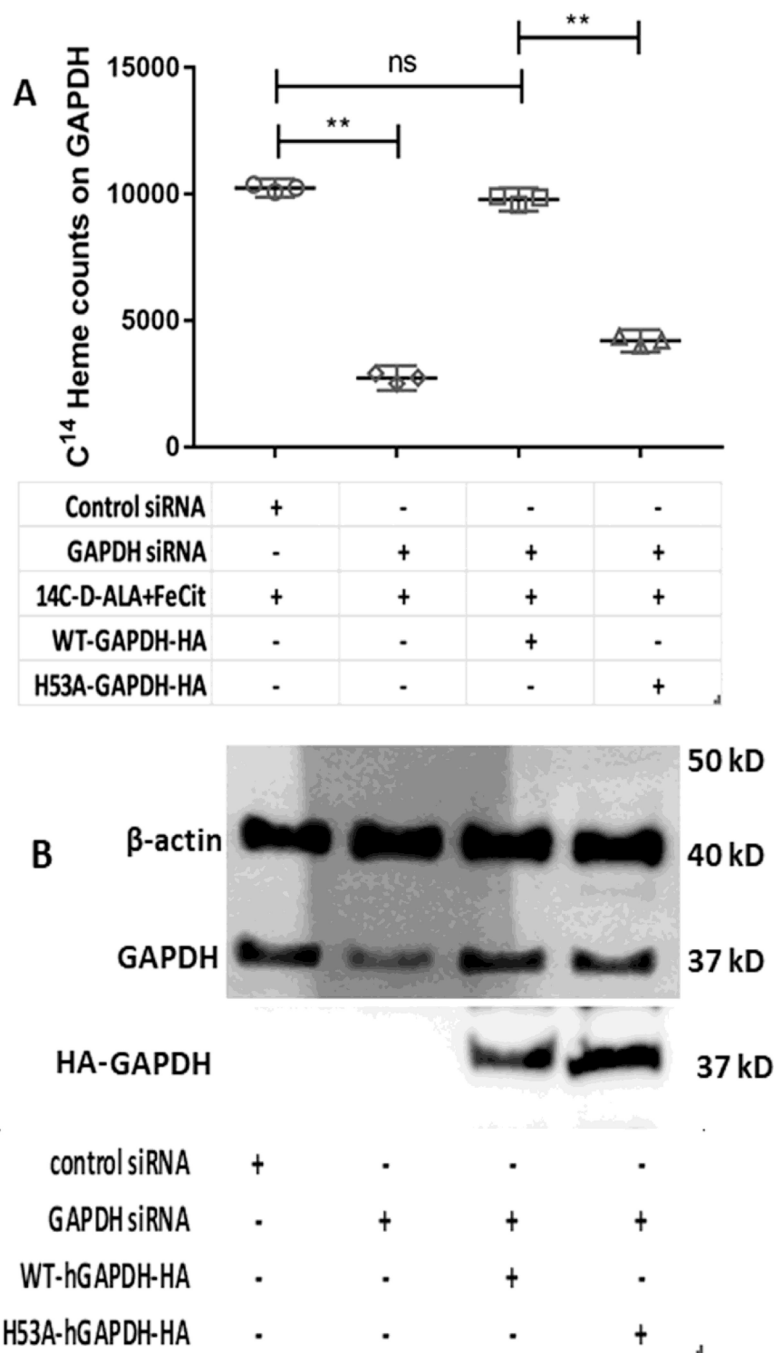 **
15000
ns
A
**
C14 Heme counts on GAPDH
10000
5000
0
Control siRNA + - - -
GAPDH siRNA - + + +
14C-D-ALA+FeCit + + + +
WT-GAPDH-HA - - + -
H53A-GAPDH-HA - - - +
50 kD
B
β-actin
40 kD
GAPDH
37 kD
HA-GAPDH
37 kD
control siRNA + - - -
GAPDH siRNA - + + +
WT-hGAPDH-HA - - + -
H53A-hGAPDH-HA - - - +